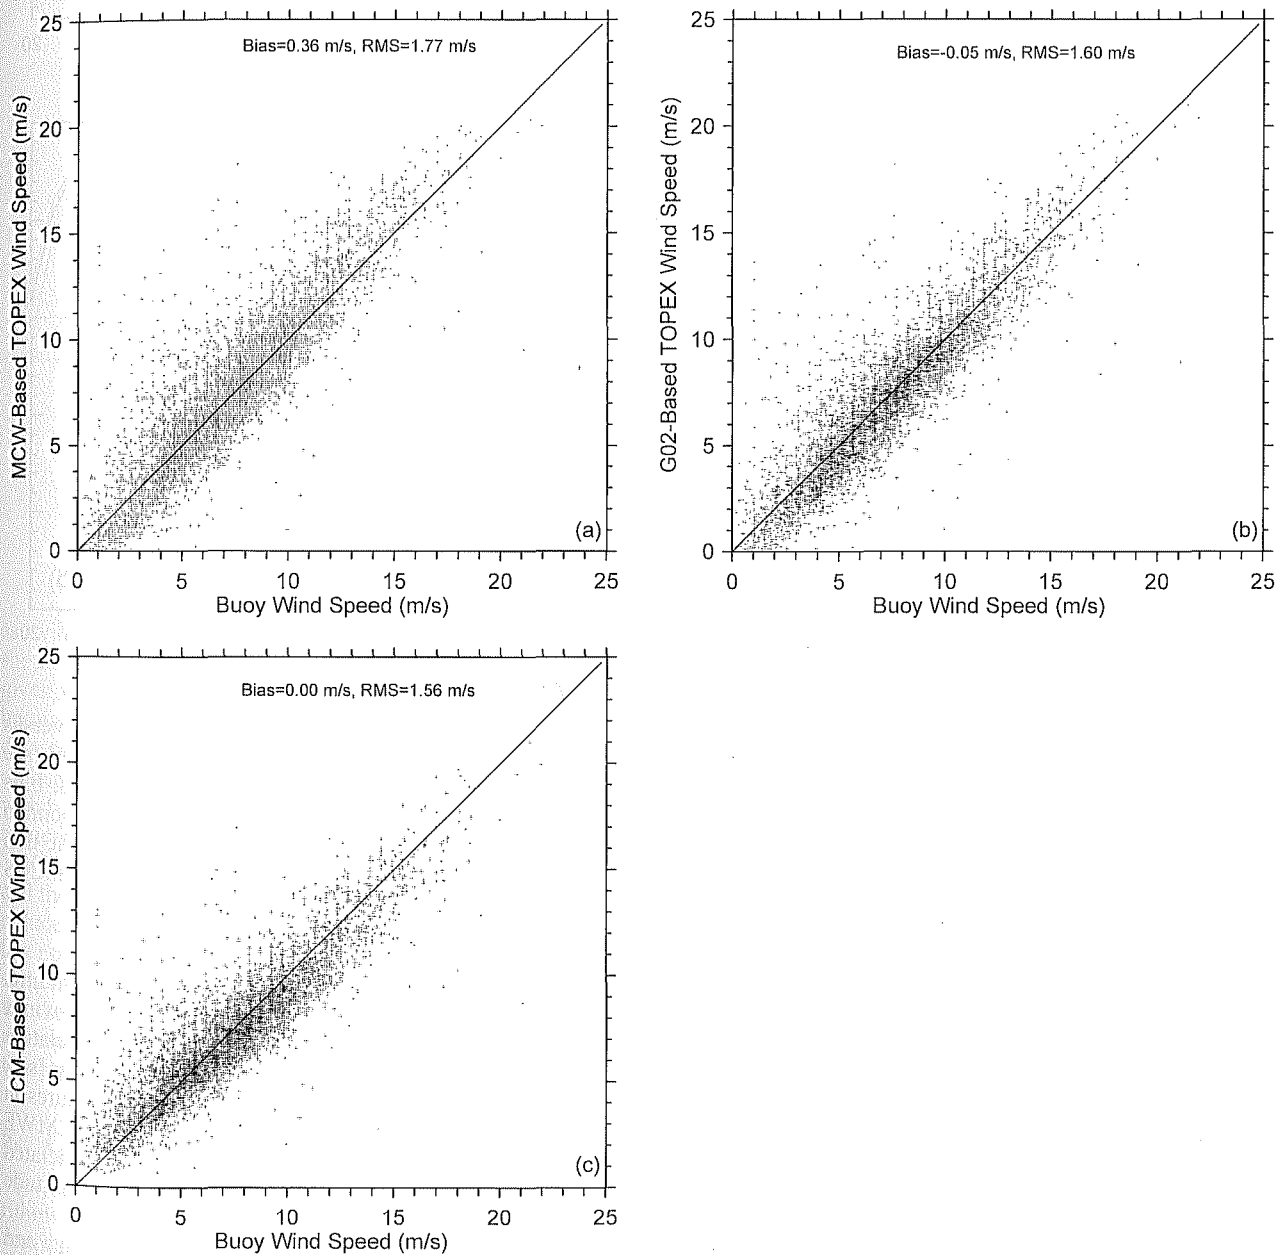 25
20
15
10
5
0
MCW-Based TOPEX Wind Speed (m/s)
Bias=0.36 m/s, RMS=1.77 m/s
(a)
0 5 10 15 20 25
Buoy Wind Speed (m/s)
25
20
15
10
5
0
G02-Based TOPEX Wind Speed (m/s)
Bias=-0.05 m/s, RMS=1.60 m/s
(b)
0 5 10 15 20 25
Buoy Wind Speed (m/s)
25
20
15
10
5
0
LCM-Based TOPEX Wind Speed (m/s)
Bias=0.00 m/s, RMS=1.56 m/s
(c)
0 5 10 15 20 25
Buoy Wind Speed (m/s)